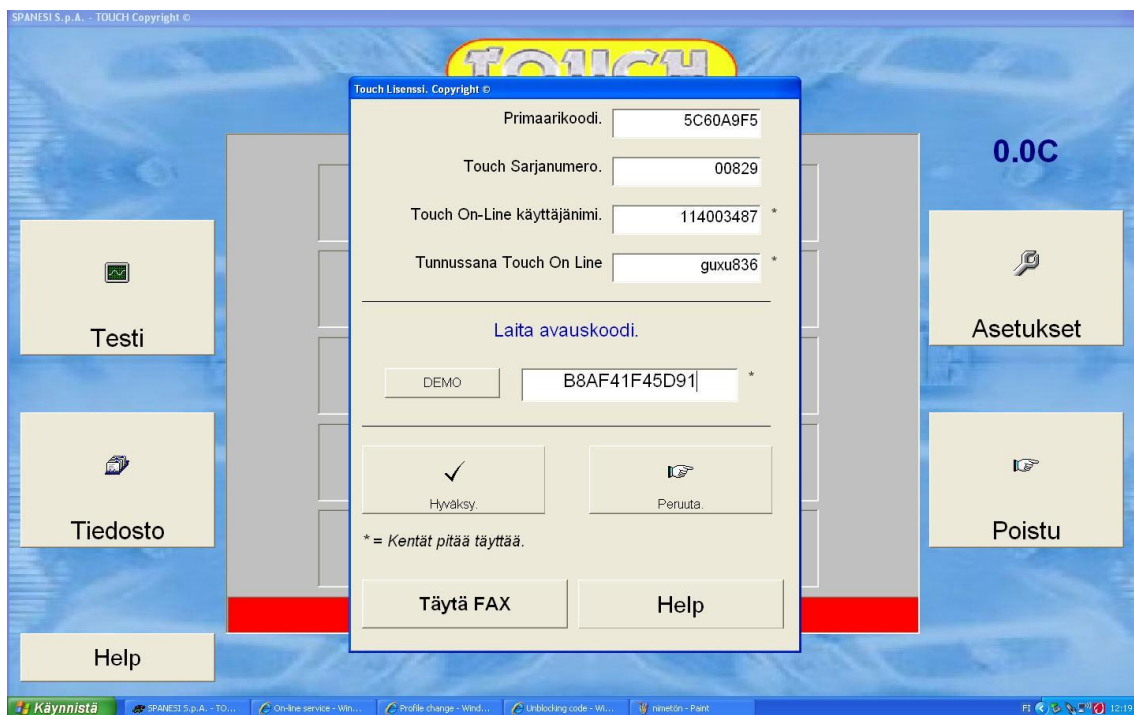 SPANESI S.p.A. - TOUCH Copyright ©
TOUCH
Touch Lisenssi. Copyright ©
Primaarikoodi. 5C60A9F5
Touch Sarjanumero. 00829
Touch On-Line käyttäjänimi. 114003487 *
Tunnussana Touch On Line guxu836 *
Laita avauskoodi.
DEMO B8AF41F45D91 *
Hyväksy. Peruuta.
* = Kentät pitää täyttää.
Täytä FAX Help
0.0C
Testi
Asetukset
Tiedosto
Poistu
Help
Käynnistä SPANESI S.p.A. - TO... On-line service - Win... Profile change - Wind... Unblocking code - Wi... nimetön - Paint FI 12:19